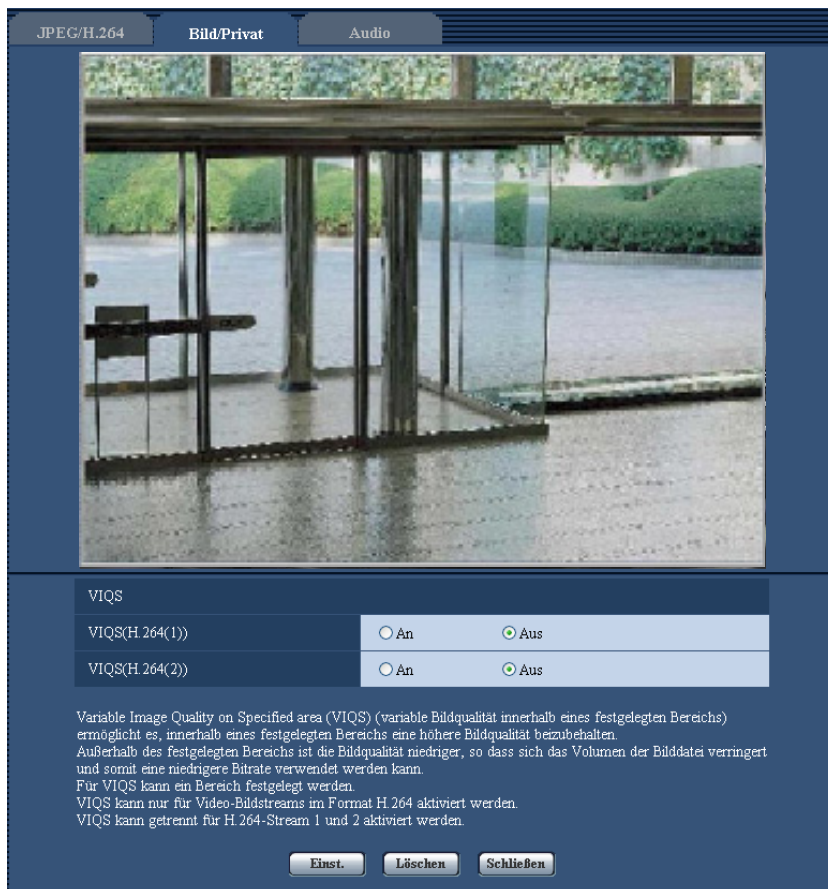 JPEG/H.264 Bild/Privat Audio
VIQS
VIQS(H.264(1)) An Aus
VIQS(H.264(2)) An Aus
Variable Image Quality on Specified area (VIQS) (variable Bildqualität innerhalb eines festgelegten Bereichs)
ermöglicht es, innerhalb eines festgelegten Bereichs eine höhere Bildqualität beizubehalten.
Außerhalb des festgelegten Bereichs ist die Bildqualität niedriger, so dass sich das Volumen der Bilddatei verringert
und somit eine niedrigere Bitrate verwendet werden kann.
Für VIQS kann ein Bereich festgelegt werden.
VIQS kann nur für Video-Bildstreams im Format H.264 aktiviert werden.
VIQS kann getrennt für H.264-Stream 1 und 2 aktiviert werden.
Einst. Löschen Schließen